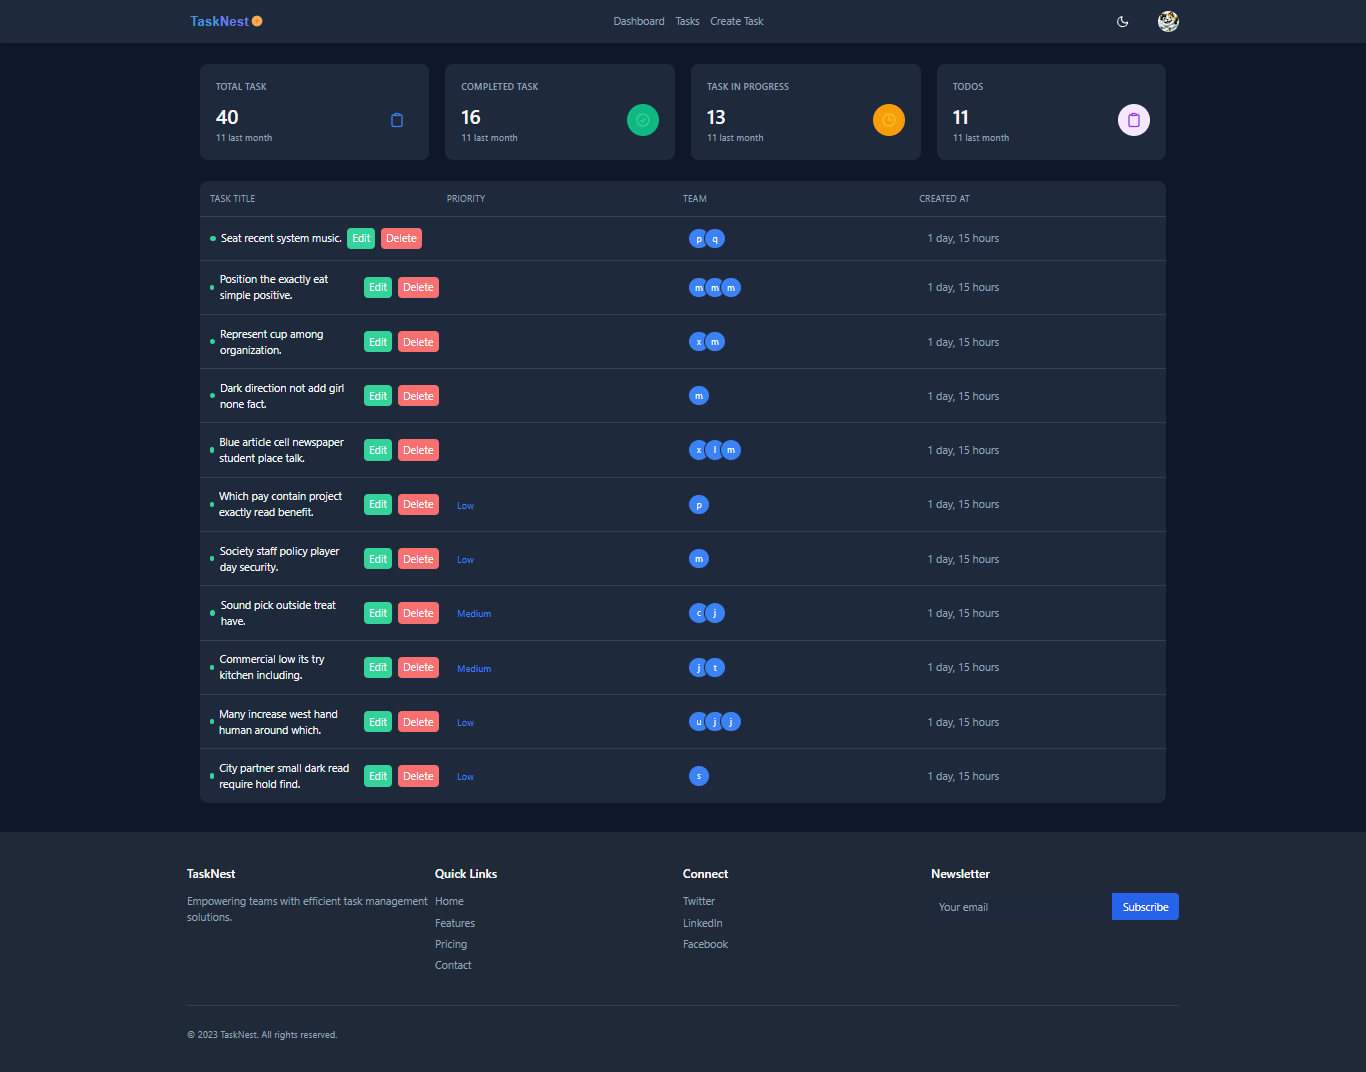 TaskNest
Dashboard Tasks Create Task
TOTAL TASK
40
11 last month
COMPLETED TASK
16
11 last month
TASK IN PROGRESS
13
11 last month
TODOS
11
11 last month
TASK TITLE PRIORITY TEAM CREATED AT
Seat recent system music. Edit Delete p q 1 day, 15 hours
Position the exactly eat
simple positive.
Edit Delete m m m 1 day, 15 hours
Represent cup among
organization.
Edit Delete x m 1 day, 15 hours
Dark direction not add girl
none fact.
Edit Delete m 1 day, 15 hours
Blue article cell newspaper
student place talk.
Edit Delete x l m 1 day, 15 hours
Which pay contain project
exactly read benefit.
Edit Delete Low p 1 day, 15 hours
Society staff policy player
day security.
Edit Delete Low m 1 day, 15 hours
Sound pick outside treat
have.
Edit Delete Medium c j 1 day, 15 hours
Commercial low its try
kitchen including.
Edit Delete Medium j t 1 day, 15 hours
Many increase west hand
human around which.
Edit Delete Low u j j 1 day, 15 hours
City partner small dark read
require hold find.
Edit Delete Low s 1 day, 15 hours
TaskNest
Empowering teams with efficient task management
solutions.
Quick Links
Home
Features
Pricing
Contact
Connect
Twitter
LinkedIn
Facebook
Newsletter
Your email Subscribe
© 2023 TaskNest. All rights reserved.